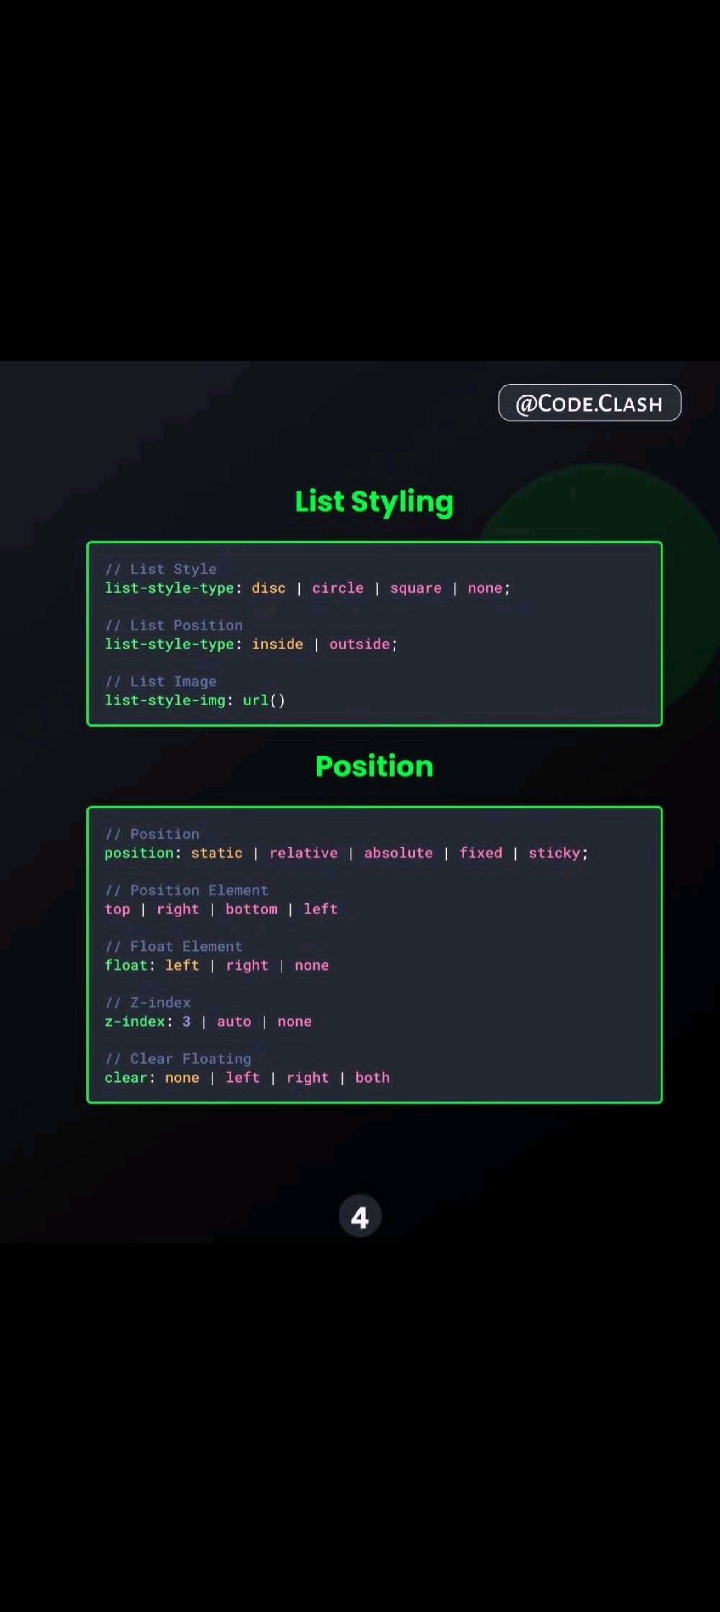 @CODE.CLASH
List Styling
// List Style
list-style-type: disc | circle | square | none;
// List Position
list-style-type: inside | outside;
// List Image
list-style-img: url()
Position
// Position
position: static | relative | absolute | fixed | sticky;
// Position Element
top | right | bottom | left
// Float Element
float: left | right | none
// Z-index
z-index: 3 | auto | none
// Clear Floating
clear: none | left | right | both
4